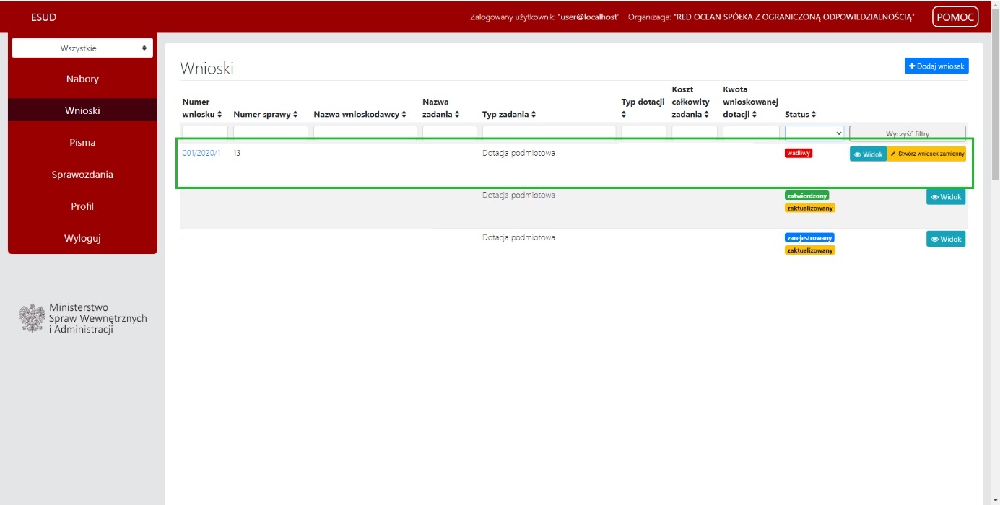 ESUD
Zalogowany użytkownik: "user@localhost" Organizacja: "RED OCEAN SPÓŁKA Z OGRANICZONĄ ODPOWIEDZIALNOŚCIĄ"
POMOC
Wszystkie
Nabory
Wnioski
Pisma
Sprawozdania
Profil
Wyloguj
Ministerstwo
Spraw Wewnętrznych
i Administracji
Wnioski
+ Dodaj wniosek
Numer
wniosku
Numer sprawy
Nazwa wnioskodawcy
Nazwa
zadania
Typ zadania
Typ dotacji
Koszt
całkowity
zadania
Kwota
wnioskowanej
dotacji
Status
Wyczyść filtry
001/2020/1 13 Dotacja podmiotowa wadliwy Widok Stwórz wniosek zamienny
Dotacja podmiotowa zatwierdzony Widok
zaktualizowany
Dotacja podmiotowa zarejestrowany Widok
zaktualizowany